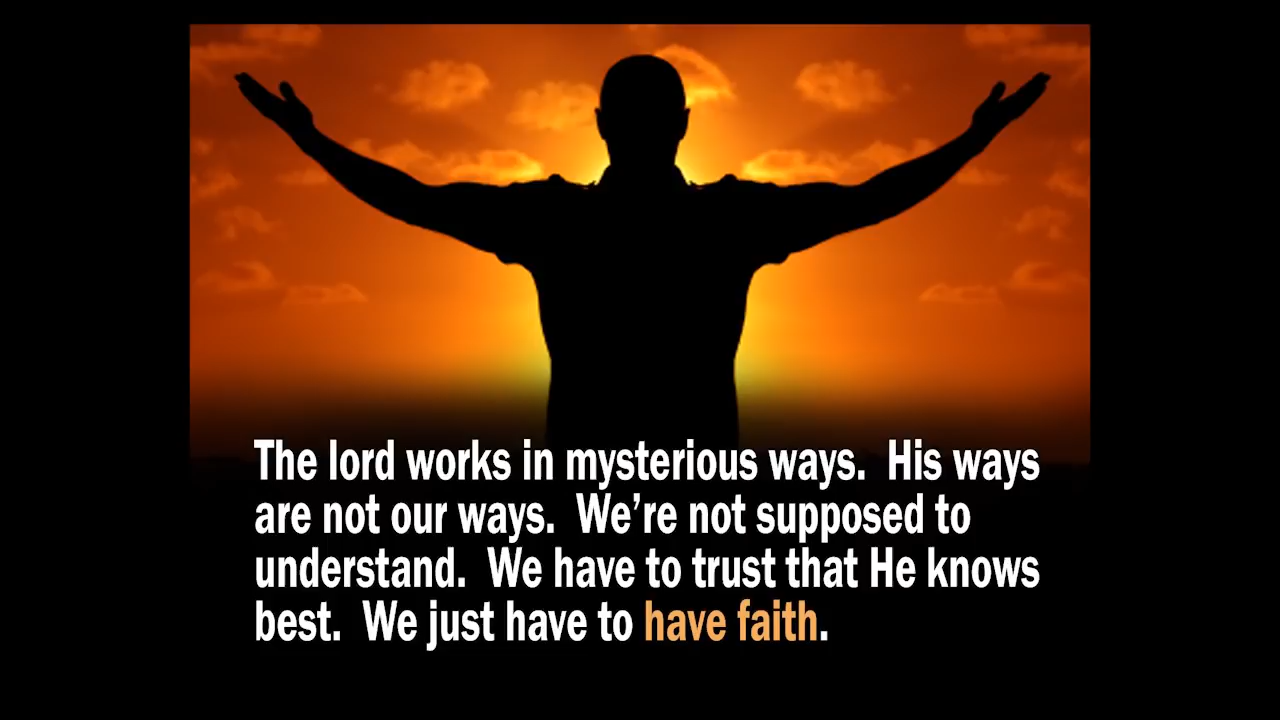 The lord works in mysterious ways.  His ways
are not our ways.  We’re not supposed to
understand.  We have to trust that He knows
best.  We just have to have faith.